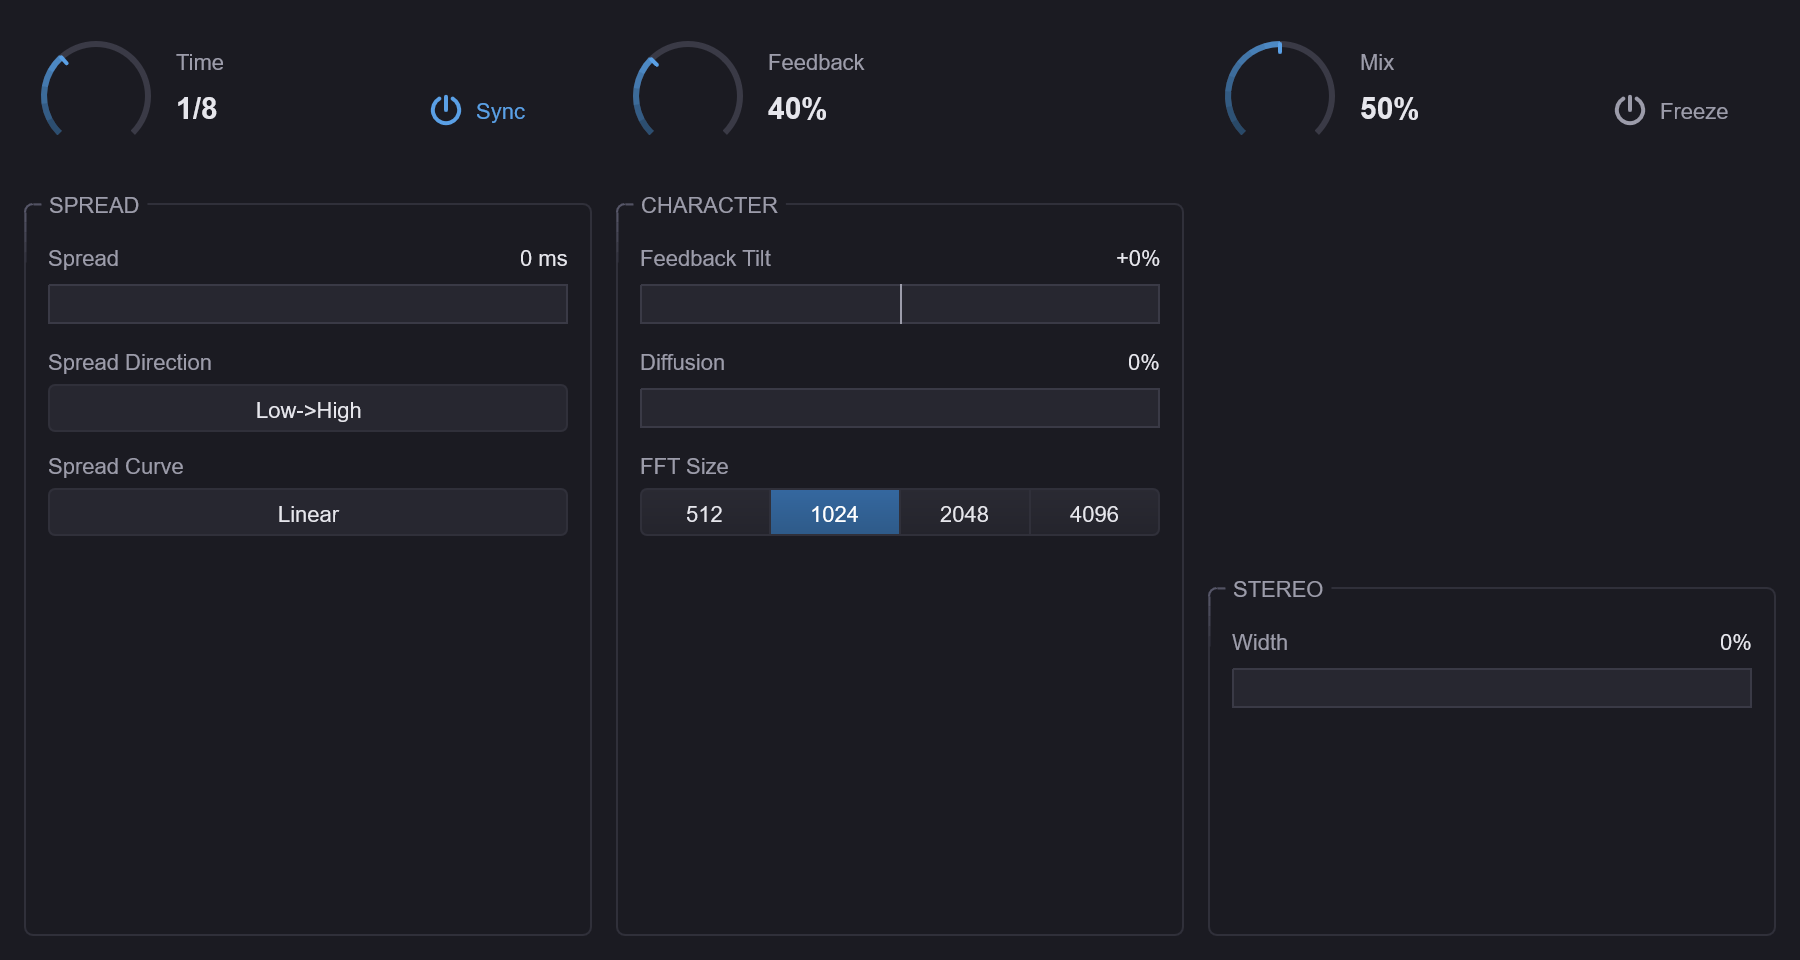 Time
1/8
Sync
Feedback
40%
Mix
50%
Freeze
SPREAD
Spread 0 ms
Spread Direction
Low->High
Spread Curve
Linear
CHARACTER
Feedback Tilt +0%
Diffusion 0%
FFT Size
512 1024 2048 4096
STEREO
Width 0%